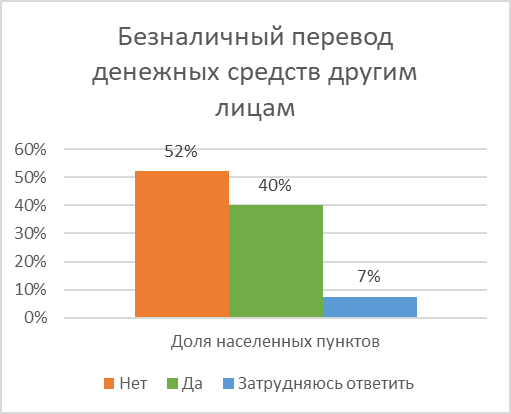 Безналичный перевод
денежных средств другим
лицам
60%
50%
40%
30%
20%
10%
0%
52%
40%
7%
Доля населенных пунктов
Нет Да Затрудняюсь ответить